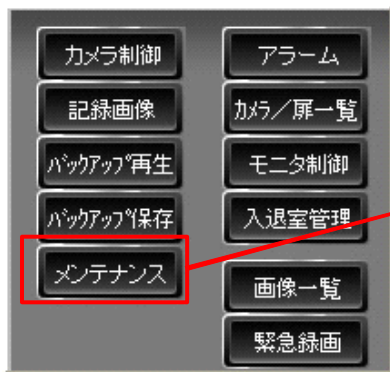 カメラ制御
アラーム
記録画像
ｶﾒﾗ／扉一覧
ﾊﾞｯｸｱｯﾌﾟ再生
モニタ制御
ﾊﾞｯｸｱｯﾌﾟ保存
入退室管理
メンテナンス
画像一覧
緊急録画